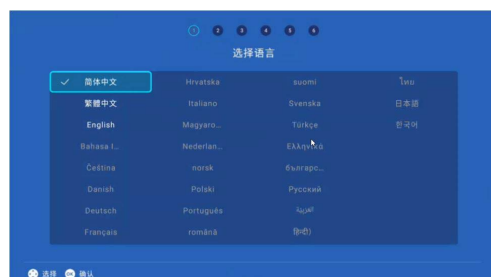 1 2 3 4 5 6
选择语言
简体中文 Hrvatska suomi ไทย
繁體中文 Italiano Svenska 日本語
English Magyaro... Türkçe 한국어
Bahasa I... Nederlan... Ελληνικά
Čeština norsk българс...
Danish Polski Русский
Deutsch Português العربية
Français română हिन्दी)
选择 OK 确认